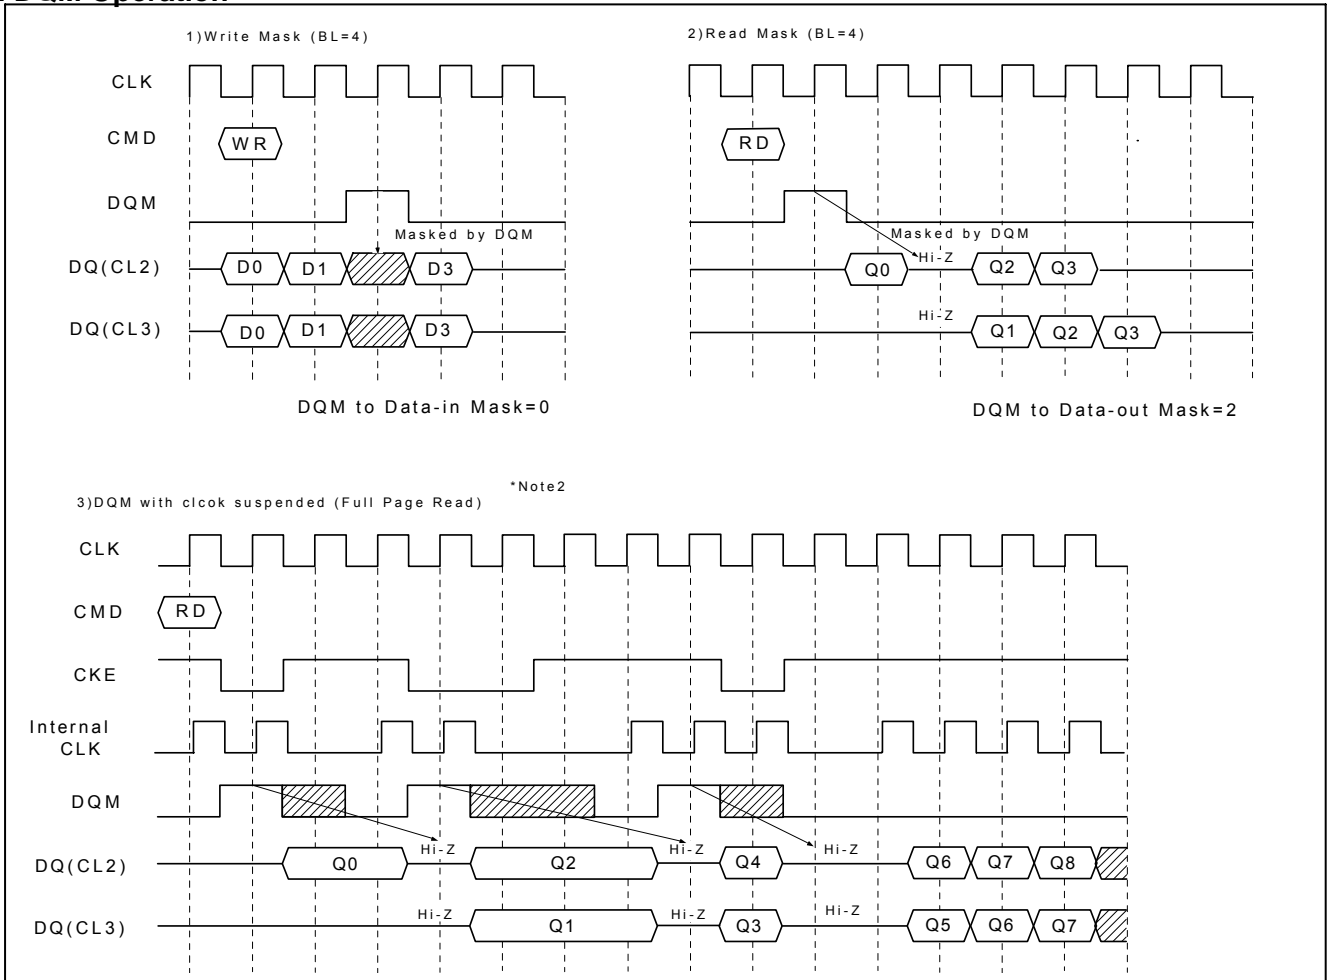 DQM Operation
1)Write Mask (BL=4)
2)Read Mask (BL=4)
CLK
CMD
WR
RD
DQM
Masked by DQM
Masked by DQM
DQ(CL2)
D0
D1
D3
Q0
Hi-Z
Q2
Q3
DQ(CL3)
D0
D1
D3
Hi-Z
Q1
Q2
Q3
DQM to Data-in Mask=0
DQM to Data-out Mask=2
*Note2
3)DQM with clcok suspended (Full Page Read)
CLK
CMD
RD
CKE
Internal
CLK
DQM
DQ(CL2)
Q0
Hi-Z
Q2
Hi-Z
Q4
Hi-Z
Q6
Q7
Q8
DQ(CL3)
Hi-Z
Q1
Hi-Z
Q3
Hi-Z
Q5
Q6
Q7